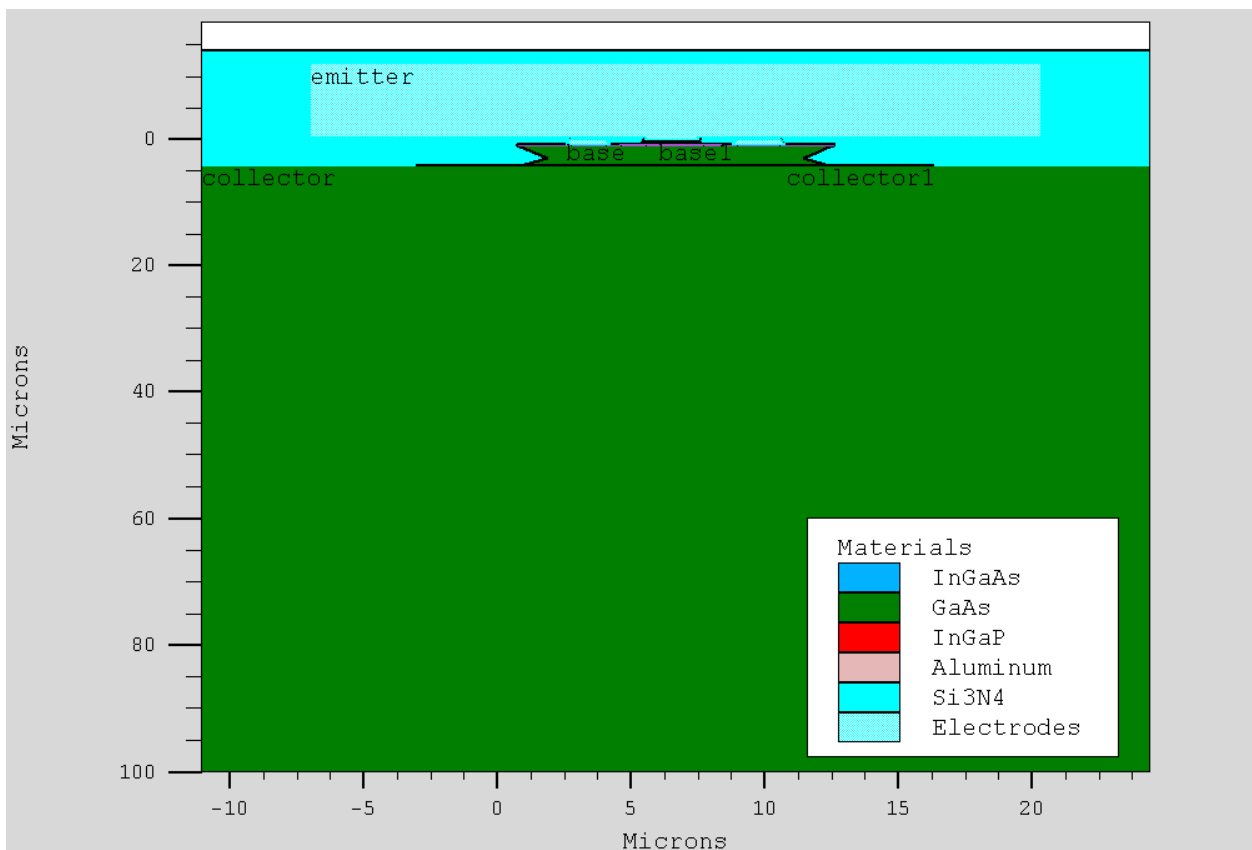 emitter
0
base base1
collector collector1
20
40
Microns
60
Materials
InGaAs
GaAs
InGaP
Aluminum
Si3N4
Electrodes
80
100
-10 -5 0 5 10 15 20
Microns